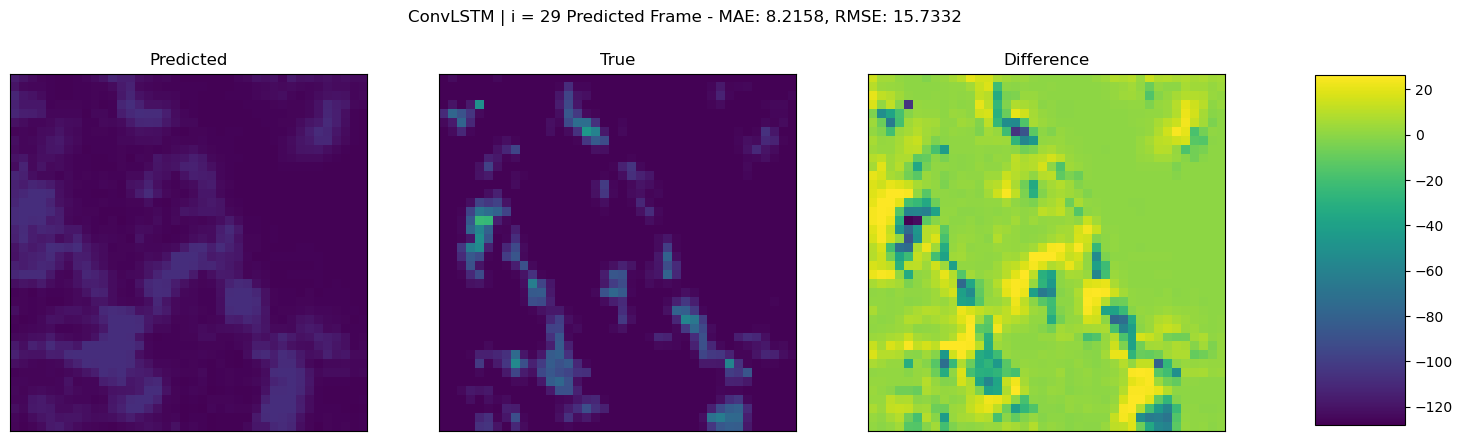 ConvLSTM | i = 29 Predicted Frame - MAE: 8.2158, RMSE: 15.7332
Predicted
True
Difference
20
0
−20
−40
−60
−80
−100
−120